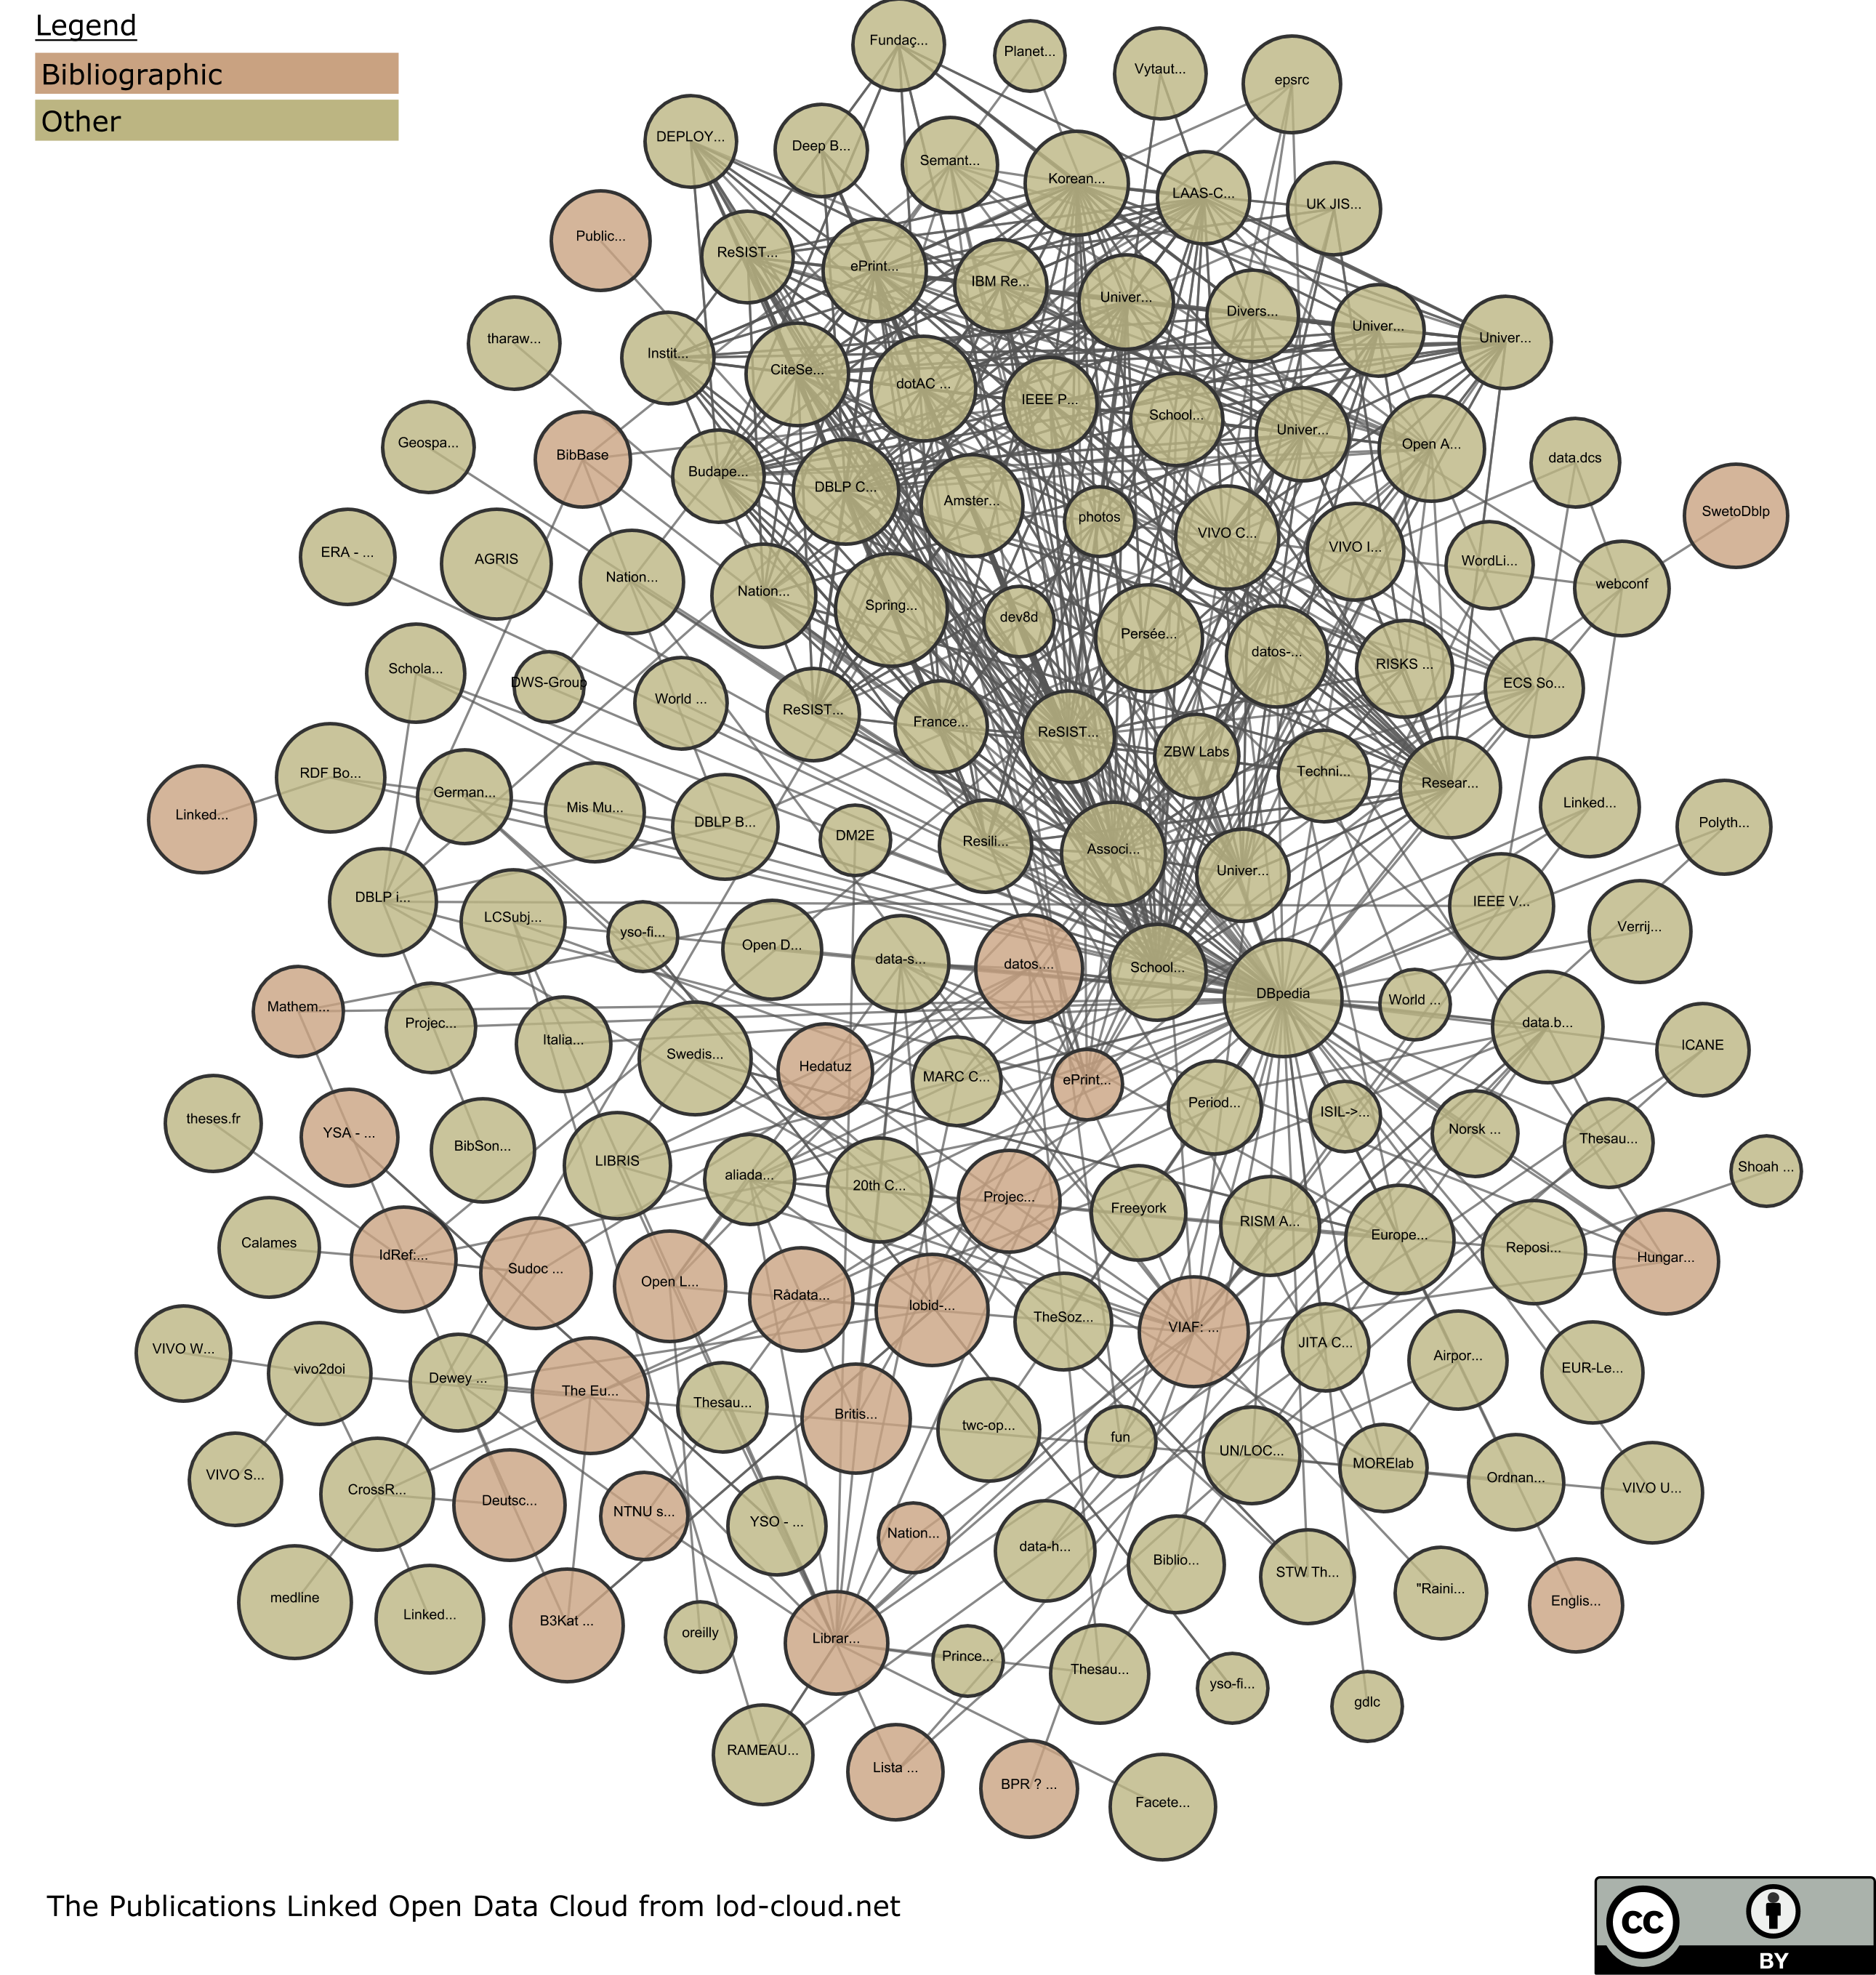 Legend
Bibliographic
Other
Fundaç...
Planet...
Vytaut...
epsrc
DEPLOY...
Deep B...
Semant...
Korean...
LAAS-C...
UK JIS...
Public...
ReSIST...
ePrint...
IBM Re...
Univer...
Divers...
Univer...
Univer...
tharaw...
Instit...
CiteSe...
dotAC ...
IEEE P...
School...
Univer...
Open A...
Geospa...
BibBase
Budape...
DBLP C...
Amster...
photos
VIVO C...
VIVO I...
WordLi...
data.dcs
SwetoDblp
webconf
ERA - ...
AGRIS
Nation...
Nation...
Spring...
dev8d
Persée...
datos-...
RISKS ...
ECS So...
Schola...
DWS-Group
World ...
ReSIST...
France...
ReSIST...
ZBW Labs
Techni...
Resear...
Linked...
Polyth...
Linked...
RDF Bo...
German...
Mis Mu...
DBLP B...
DM2E
Resili...
Associ...
Univer...
IEEE V...
Verrij...
DBLP i...
LCSubj...
yso-fi...
Open D...
data-s...
datos....
School...
DBpedia
World ...
data.b...
ICANE
Mathem...
Projec...
Italia...
Swedis...
Hedatuz
MARC C...
ePrint...
Period...
ISIL->...
Norsk ...
Thesau...
Shoah ...
theses.fr
YSA - ...
BibSon...
LIBRIS
aliada...
20th C...
Projec...
Freeyork
RISM A...
Europe...
Reposi...
Hungar...
Calames
IdRef:...
Sudoc ...
Open L...
Rådata...
lobid-...
TheSoz...
VIAF: ...
JITA C...
Airpor...
EUR-Le...
VIVO W...
vivo2doi
Dewey ...
The Eu...
Thesau...
Britis...
twc-op...
fun
UN/LOC...
MORElab
Ordnan...
VIVO U...
VIVO S...
CrossR...
Deutsc...
NTNU s...
YSO - ...
Nation...
data-h...
Biblio...
STW Th...
"Raini...
Englis...
medline
Linked...
B3Kat ...
oreilly
Librar...
Prince...
Thesau...
yso-fi...
gdlc
RAMEAU...
Lista ...
BPR ? ...
Facete...
The Publications Linked Open Data Cloud from lod-cloud.net
cc
BY